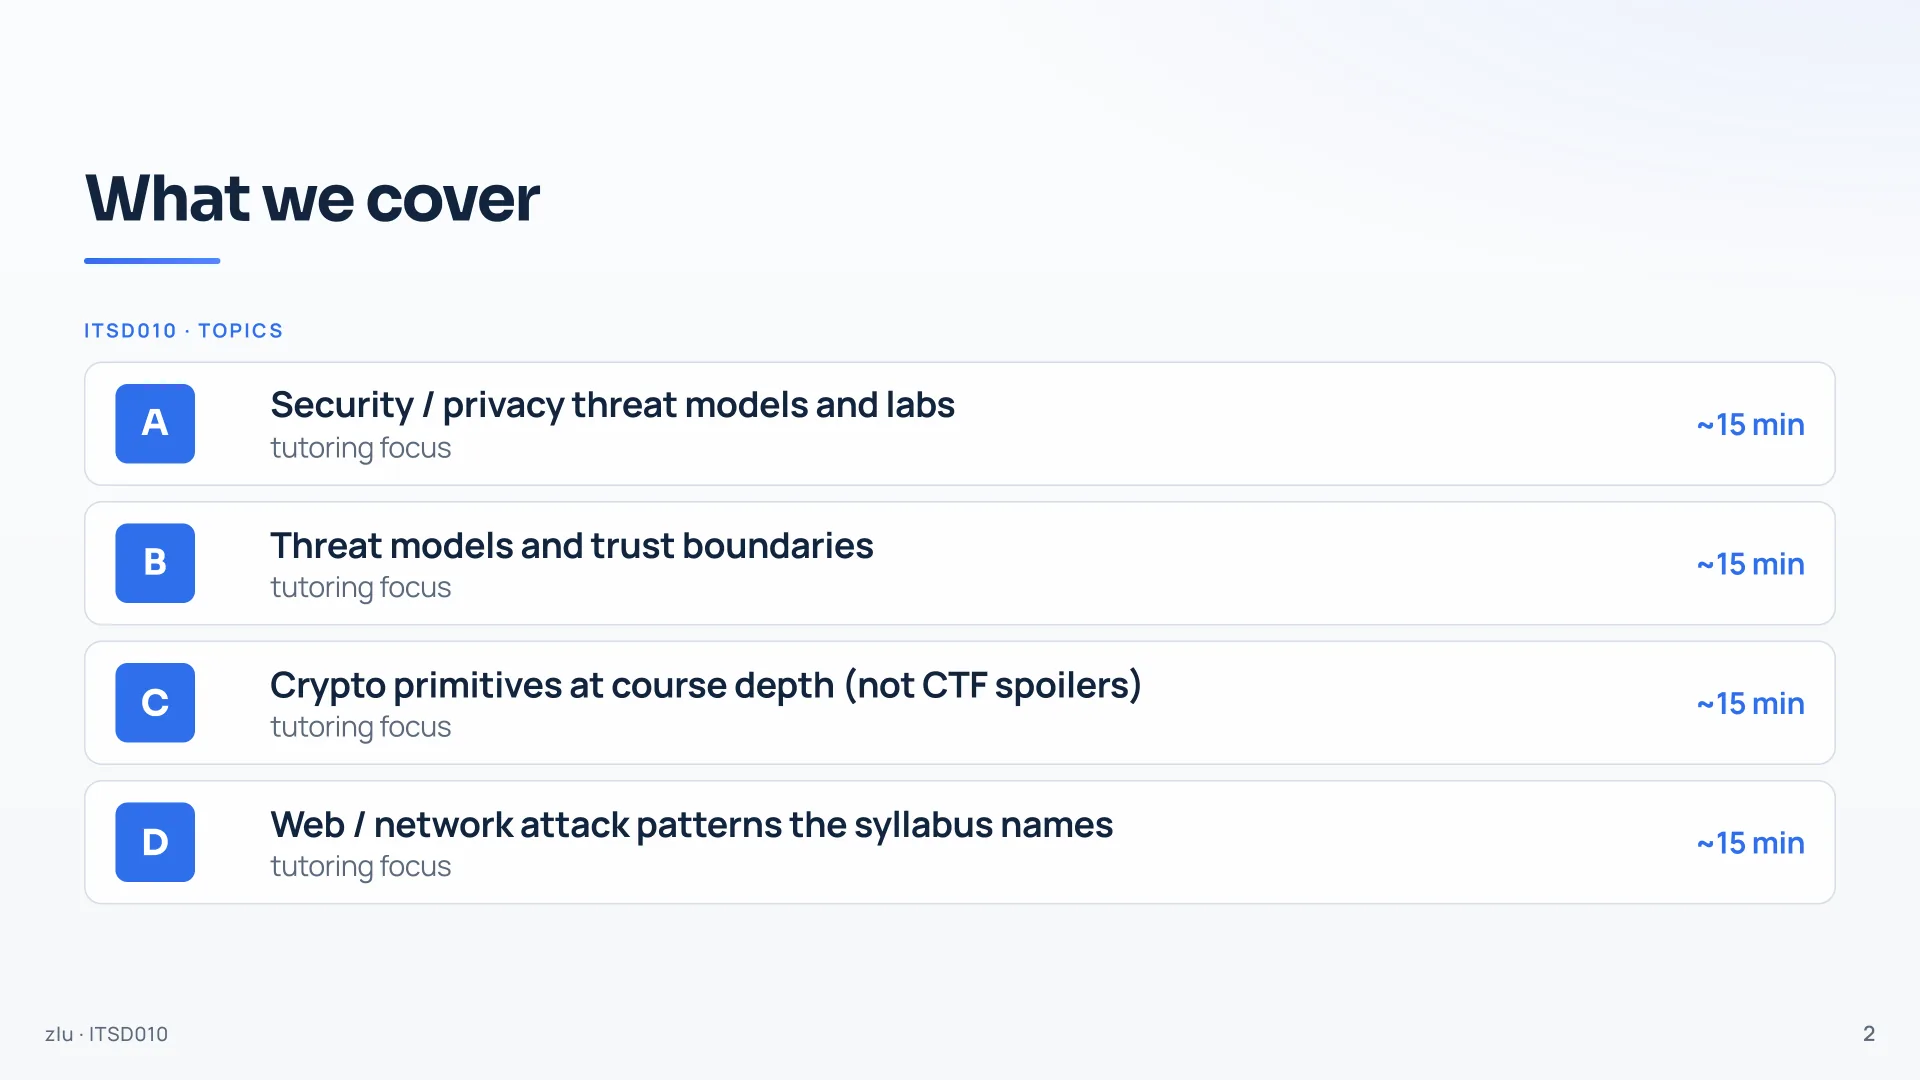 What we cover
ITSD010 · TOPICS
A
Security / privacy threat models and labs
tutoring focus
~15 min
B
Threat models and trust boundaries
tutoring focus
~15 min
C
Crypto primitives at course depth (not CTF spoilers)
tutoring focus
~15 min
D
Web / network attack patterns the syllabus names
tutoring focus
~15 min
zlu · ITSD010
2